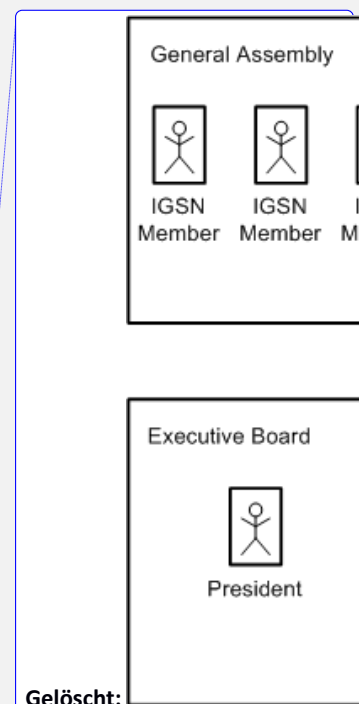 General Assembly
IGSN IGSN
Member Member
Executive Board
President
Gelöscht: